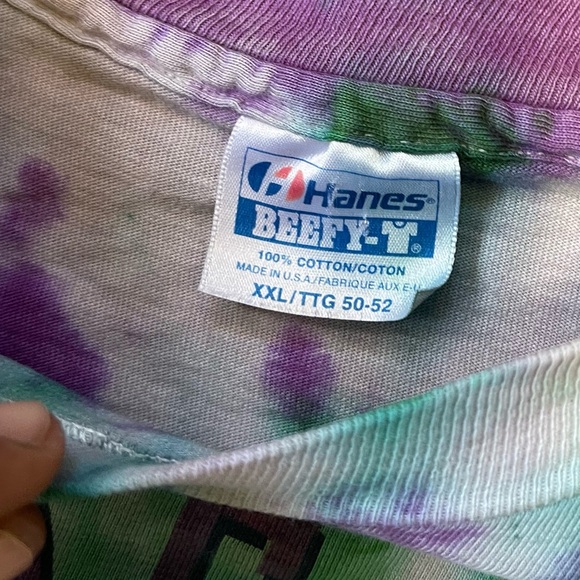 Hanes®
BEEFY-T®
100% COTTON/COTON
MADE IN U.S.A./FABRIQUE AUX E-U
XXL/TTG 50-52